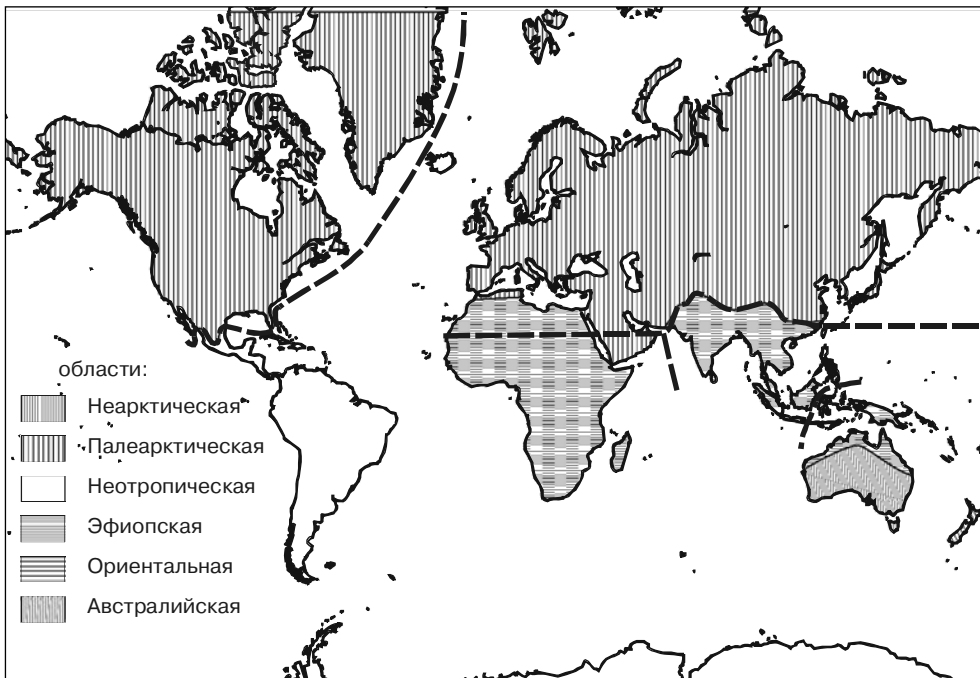 области:
Неарктическая
Палеарктическая
Неотропическая
Эфиопская
Ориентальная
Австралийская